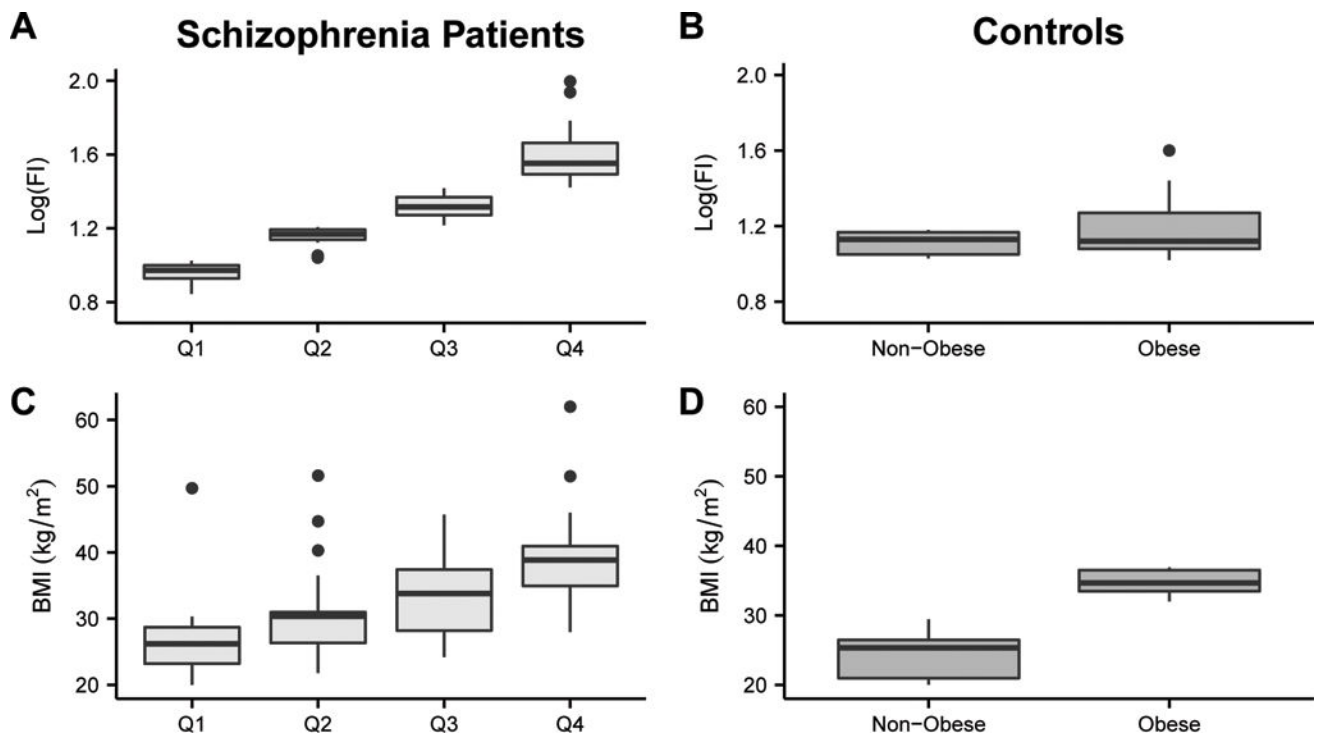 A
Schizophrenia Patients
B
Controls
Log(FI)
2.0
1.6
1.2
0.8
Q1 Q2 Q3 Q4
Log(FI)
2.0
1.6
1.2
0.8
Non-Obese Obese
C
BMI (kg/m²)
60
50
40
30
20
Q1 Q2 Q3 Q4
D
BMI (kg/m²)
60
50
40
30
20
Non-Obese Obese